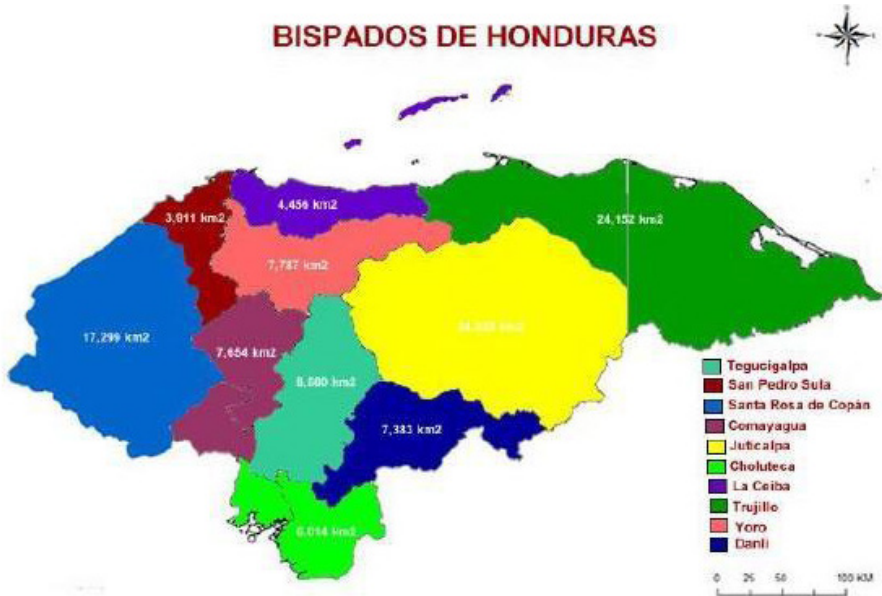 BISPADOS DE HONDURAS
4,456 km2
3,911 km2
24,152 km2
7,787 km2
17,299 km2
7,654 km2
km2
km2
7,383 km2
km2
Tegucigalpa
San Pedro Sula
Santa Rosa de Copán
Comayagua
Juticalpa
Choluteca
La Ceiba
Trujillo
Yoro
Danlí
0 25 50 100 KM